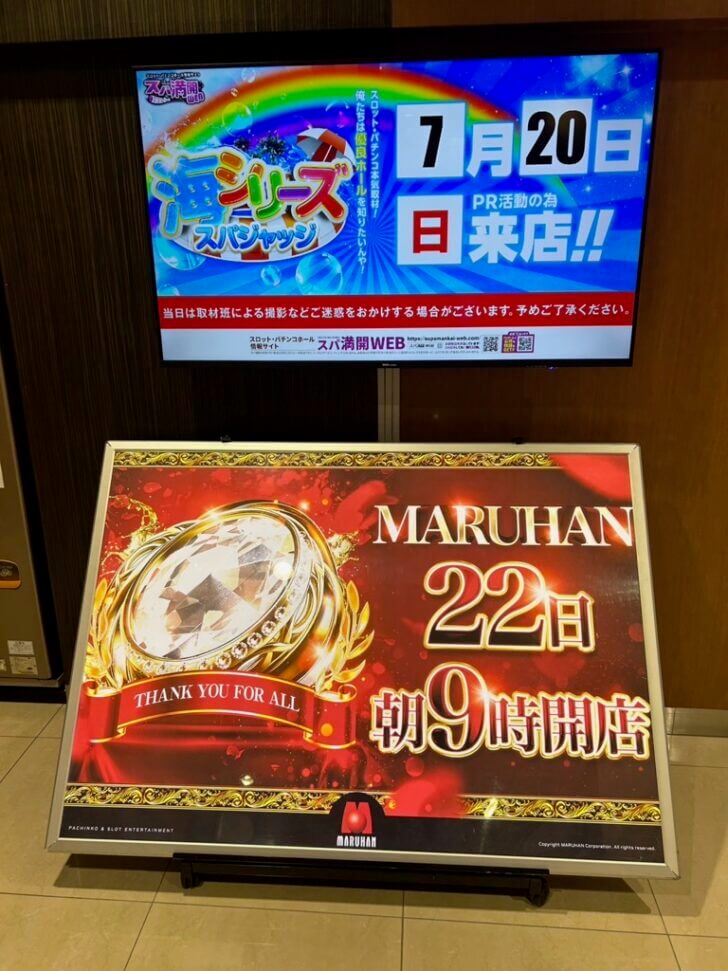 スパ満開
WEB
海シリーズ
スパジャッジ
スロット・パチンコ本気取材!
俺たちは優良ホールを知りたいんや!
7月20日
日
PR活動の為
来店!!
当日は取材班による撮影などご迷惑をおかけする場合がございます。予めご了承ください。
スロット・パチンコホール
情報サイト
スパ満開WEB
https://supamankai-web.com/
MARUHAN
22日
朝9時開店
THANK YOU FOR ALL
PACHINKO & SLOT ENTERTAINMENT
MARUHAN
Copyright MARUHAN Corporation. All rights reserved.